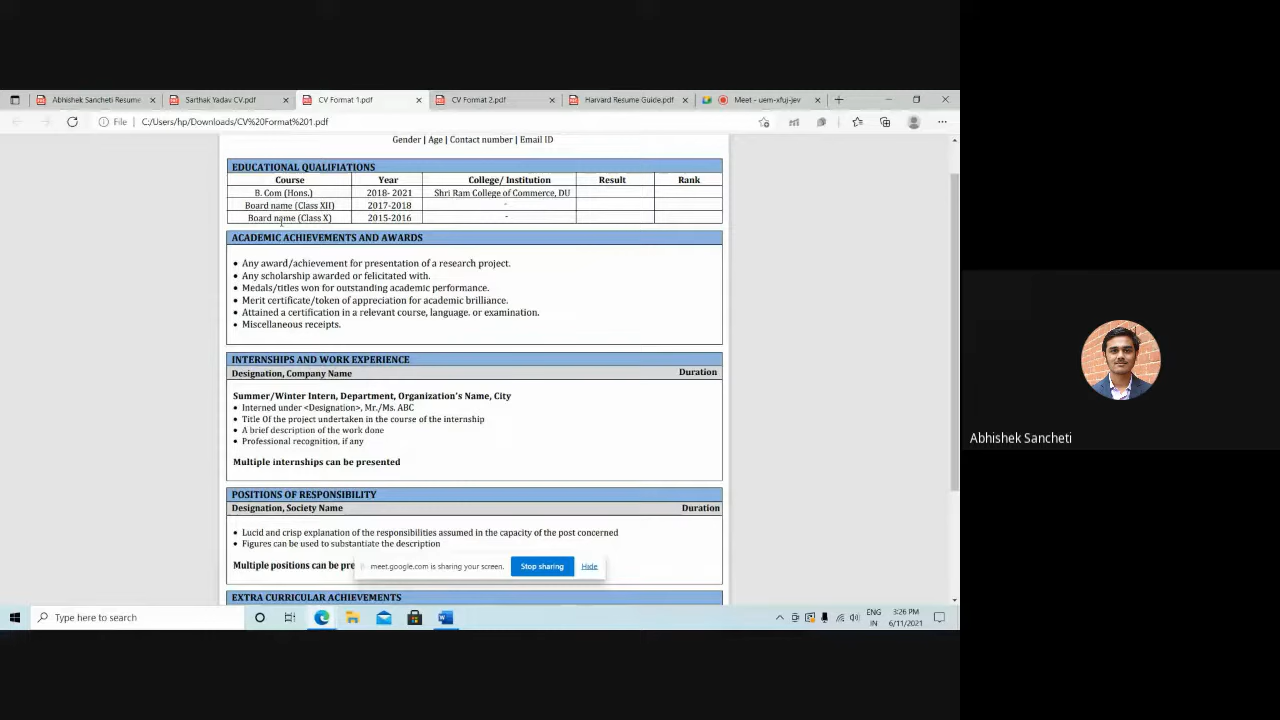 Abhishek Sancheti Resume
Sarthak Yadav CV.pdf
CV Format 1.pdf
CV Format 2.pdf
Harvard Resume Guide.pdf
Meet - uem-xfuj-jev
File
C:/Users/hp/Downloads/CV%20Format%201.pdf
Gender | Age | Contact number | Email ID
EDUCATIONAL QUALIFIATIONS
Course Year College/ Institution Result Rank
B. Com (Hons.) 2018- 2021 Shri Ram College of Commerce, DU
Board name (Class XII) 2017-2018 -
Board name (Class X) 2015-2016 -
ACADEMIC ACHIEVEMENTS AND AWARDS
• Any award/achievement for presentation of a research project.
• Any scholarship awarded or felicitated with.
• Medals/titles won for outstanding academic performance.
• Merit certificate/token of appreciation for academic brilliance.
• Attained a certification in a relevant course, language. or examination.
• Miscellaneous receipts.
INTERNSHIPS AND WORK EXPERIENCE
Designation, Company Name Duration
Summer/Winter Intern, Department, Organization's Name, City
• Interned under <Designation>, Mr./Ms. ABC
• Title Of the project undertaken in the course of the internship
• A brief description of the work done
• Professional recognition, if any
Multiple internships can be presented
POSITIONS OF RESPONSIBILITY
Designation, Society Name Duration
• Lucid and crisp explanation of the responsibilities assumed in the capacity of the post concerned
• Figures can be used to substantiate the description
Multiple positions can be pre
meet.google.com is sharing your screen. Stop sharing Hide
EXTRA CURRICULAR ACHIEVEMENTS
Type here to search
ENG
IN
3:26 PM
6/11/2021
Abhishek Sancheti